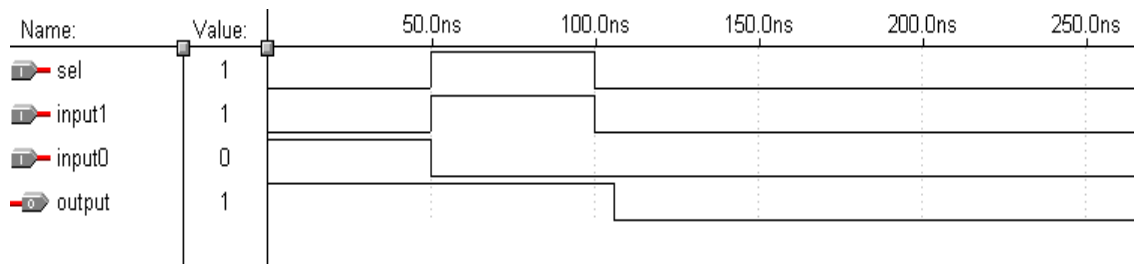 Name: Value: 50.0ns 100.0ns 150.0ns 200.0ns 250.0ns
I sel 1
I input1 1
I input0 0
O output 1